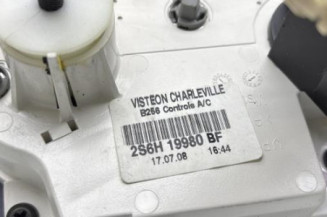 VISTEON CHARLEVILLE
B256 Controle A/C
2S6H 19980 BF
17.07.08 16:44